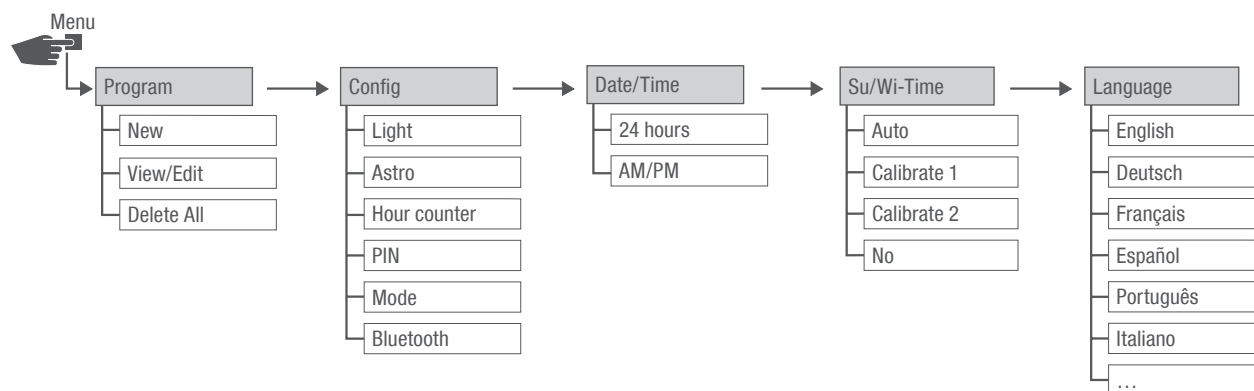 Menu
Program
New
View/Edit
Delete All
Config
Light
Astro
Hour counter
PIN
Mode
Bluetooth
Date/Time
24 hours
AM/PM
Su/Wi-Time
Auto
Calibrate 1
Calibrate 2
No
Language
English
Deutsch
Français
Español
Português
Italiano
…